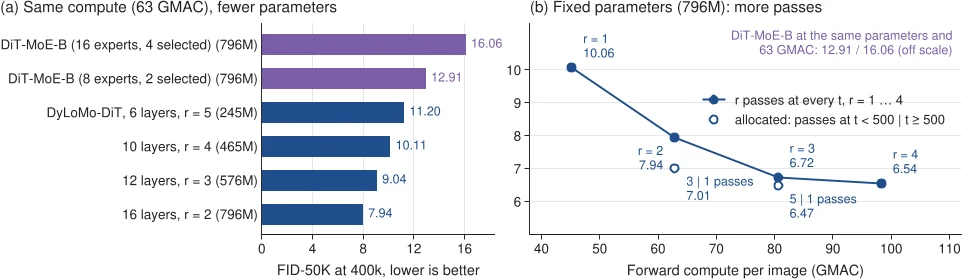 (a) Same compute (63 GMAC), fewer parameters
DiT-MoE-B (16 experts, 4 selected) (796M)
16.06
DiT-MoE-B (8 experts, 2 selected) (796M)
12.91
DyLoMo-DiT, 6 layers, r = 5 (245M)
11.20
10 layers, r = 4 (465M)
10.11
12 layers, r = 3 (576M)
9.04
16 layers, r = 2 (796M)
7.94
0 4 8 12 16
FID-50K at 400k, lower is better
(b) Fixed parameters (796M): more passes
DiT-MoE-B at the same parameters and
63 GMAC: 12.91 / 16.06 (off scale)
r = 1
10.06
r passes at every t, r = 1 … 4
allocated: passes at t < 500 | t ≥ 500
r = 2
7.94
3 | 1 passes
7.01
r = 3
6.72
5 | 1 passes
6.47
r = 4
6.54
10
9
8
7
6
40 50 60 70 80 90 100 110
Forward compute per image (GMAC)